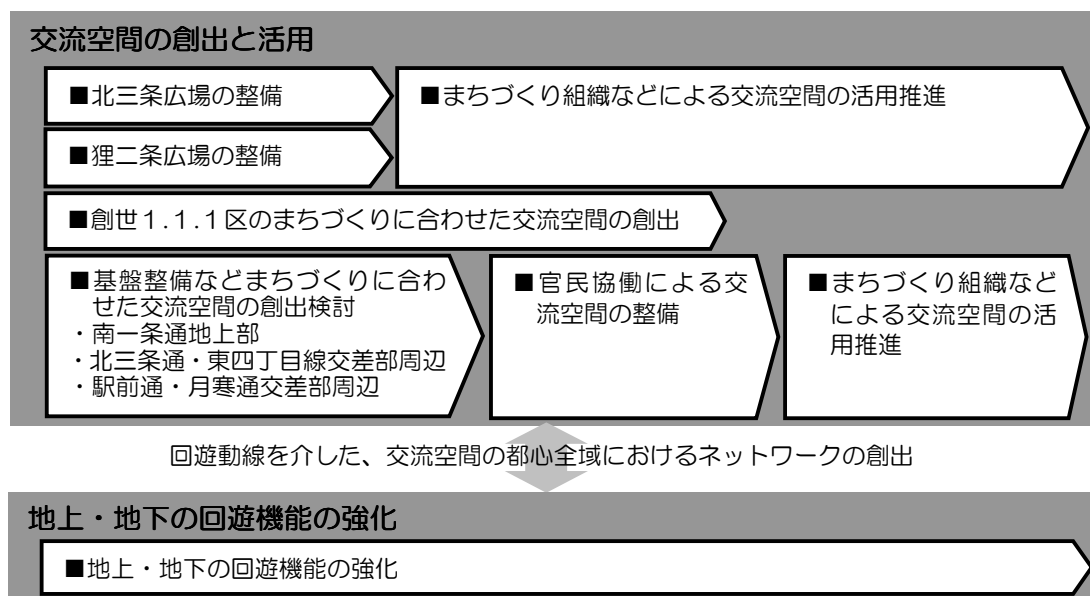 交流空間の創出と活用
■北三条広場の整備
■まちづくり組織などによる交流空間の活用推進
■狸二条広場の整備
■創世1.1.1区のまちづくりに合わせた交流空間の創出
■基盤整備などまちづくりに合わ
せた交流空間の創出検討
・南一条通地上部
・北三条通・東四丁目線交差部周辺
・駅前通・月寒通交差部周辺
■官民協働による交
流空間の整備
■まちづくり組織など
による交流空間の活
用推進
回遊動線を介した、交流空間の都心全域におけるネットワークの創出
地上・地下の回遊機能の強化
■地上・地下の回遊機能の強化